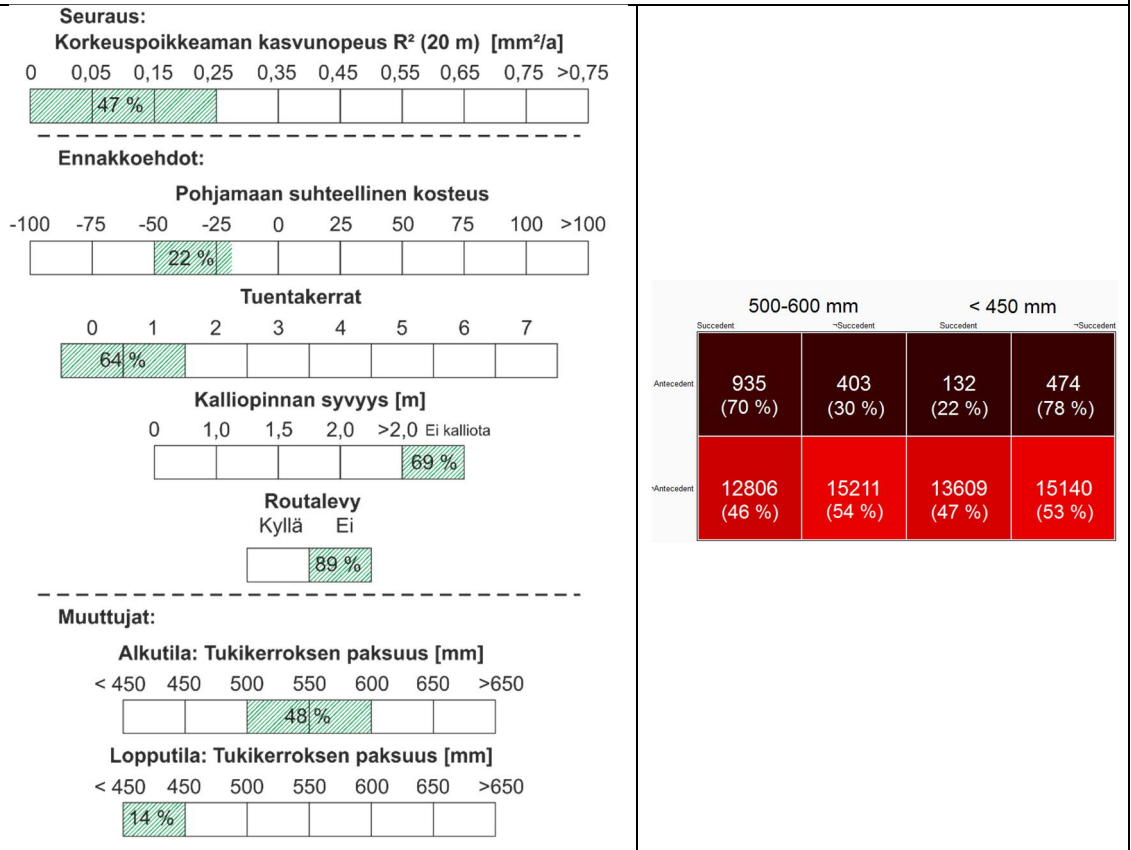 Seuraus:
Korkeuspoikkeaman kasvunopeus R² (20 m) [mm²/a]
0 0,05 0,15 0,25 0,35 0,45 0,55 0,65 0,75 >0,75
47 %
Ennakkoehdot:
Pohjamaan suhteellinen kosteus
-100 -75 -50 -25 0 25 50 75 100 >100
22 %
Tuentakerrat
0 1 2 3 4 5 6 7
64 %
Kalliopinnan syvyys [m]
0 1,0 1,5 2,0 >2,0 Ei kalliota
69 %
Routalevy
Kyllä Ei
89 %
Muuttujat:
Alkutila: Tukikerroksen paksuus [mm]
< 450 450 500 550 600 650 >650
48 %
Lopputila: Tukikerroksen paksuus [mm]
< 450 450 500 550 600 650 >650
14 %
500-600 mm < 450 mm
Succedent ¬Succedent Succedent ¬Succedent
Antecedent 935 403 132 474
(70 %) (30 %) (22 %) (78 %)
¬Antecedent 12806 15211 13609 15140
(46 %) (54 %) (47 %) (53 %)